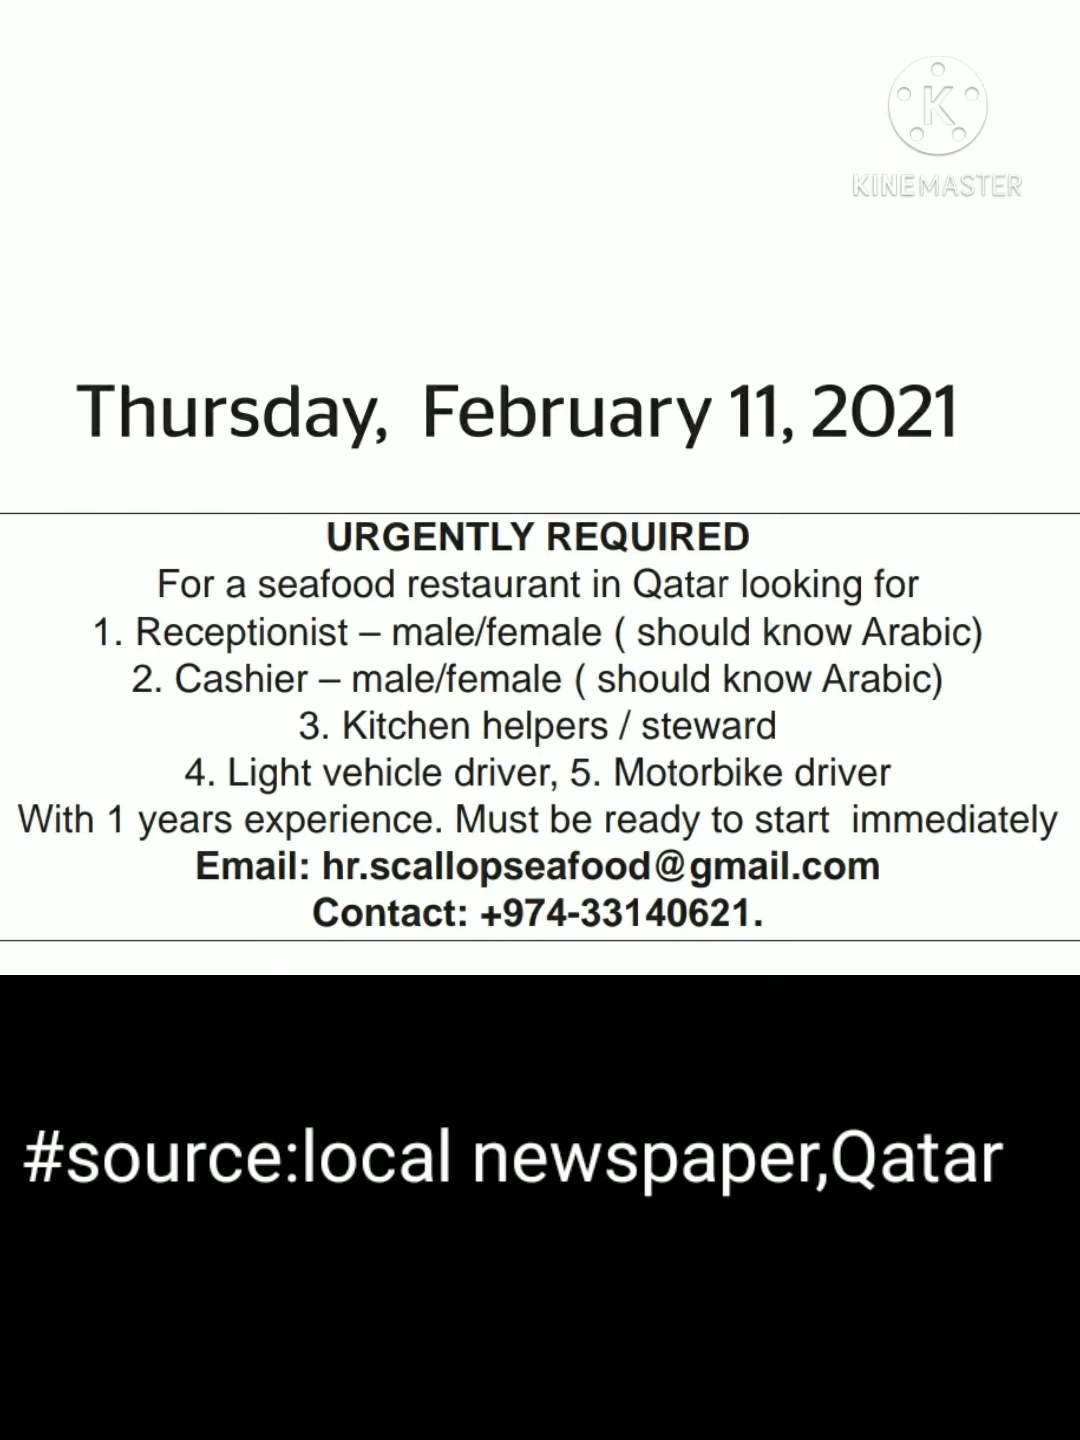 KINEMASTER
Thursday, February 11, 2021
URGENTLY REQUIRED
For a seafood restaurant in Qatar looking for
1. Receptionist – male/female ( should know Arabic)
2. Cashier – male/female ( should know Arabic)
3. Kitchen helpers / steward
4. Light vehicle driver, 5. Motorbike driver
With 1 years experience. Must be ready to start immediately
Email: hr.scallopseafood@gmail.com
Contact: +974-33140621.
#source:local newspaper,Qatar